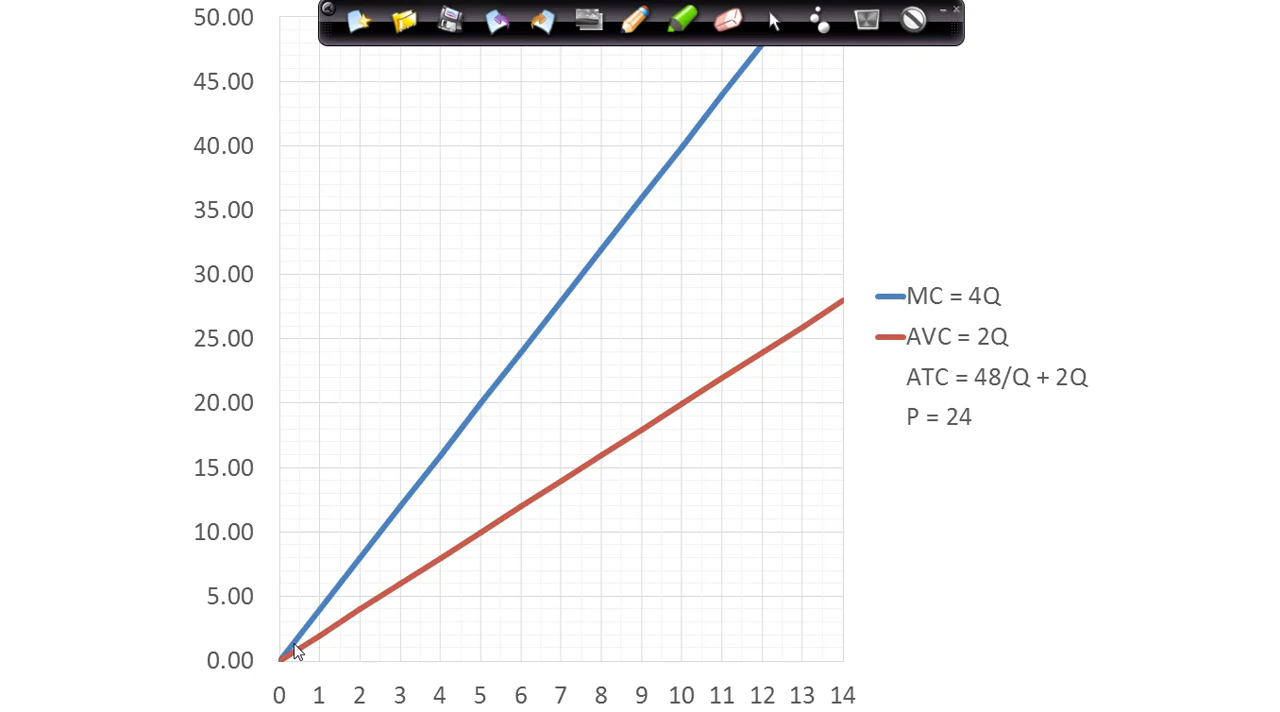 50.00
45.00
40.00
35.00
30.00
25.00
20.00
15.00
10.00
5.00
0.00
0 1 2 3 4 5 6 7 8 9 10 11 12 13 14
MC = 4Q
AVC = 2Q
ATC = 48/Q + 2Q
P = 24